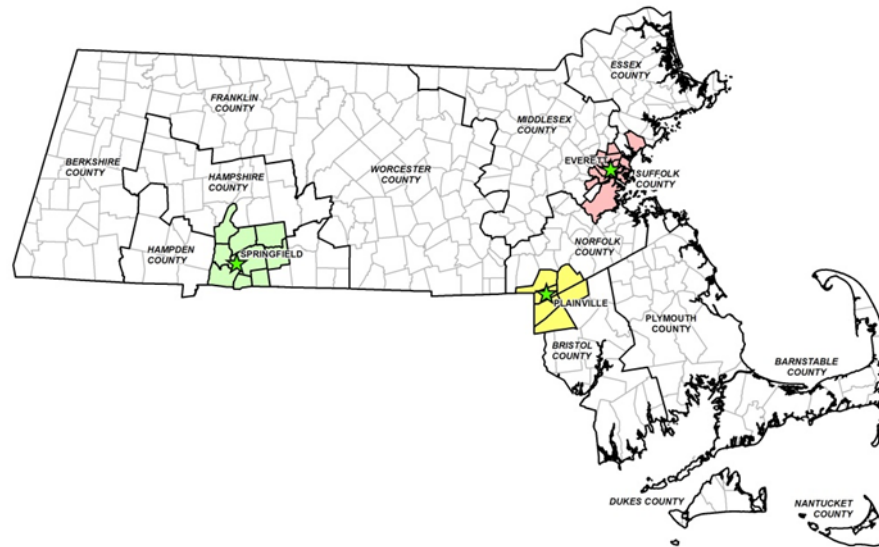 ESSEX
COUNTY
FRANKLIN
COUNTY
MIDDLESEX
COUNTY
EVERETT
BERKSHIRE
COUNTY
HAMPSHIRE
COUNTY
WORCESTER
COUNTY
SUFFOLK
COUNTY
HAMPDEN
COUNTY
SPRINGFIELD
NORFOLK
COUNTY
PLAINVILLE
PLYMOUTH
COUNTY
BRISTOL
COUNTY
BARNSTABLE
COUNTY
DUKES COUNTY
NANTUCKET
COUNTY